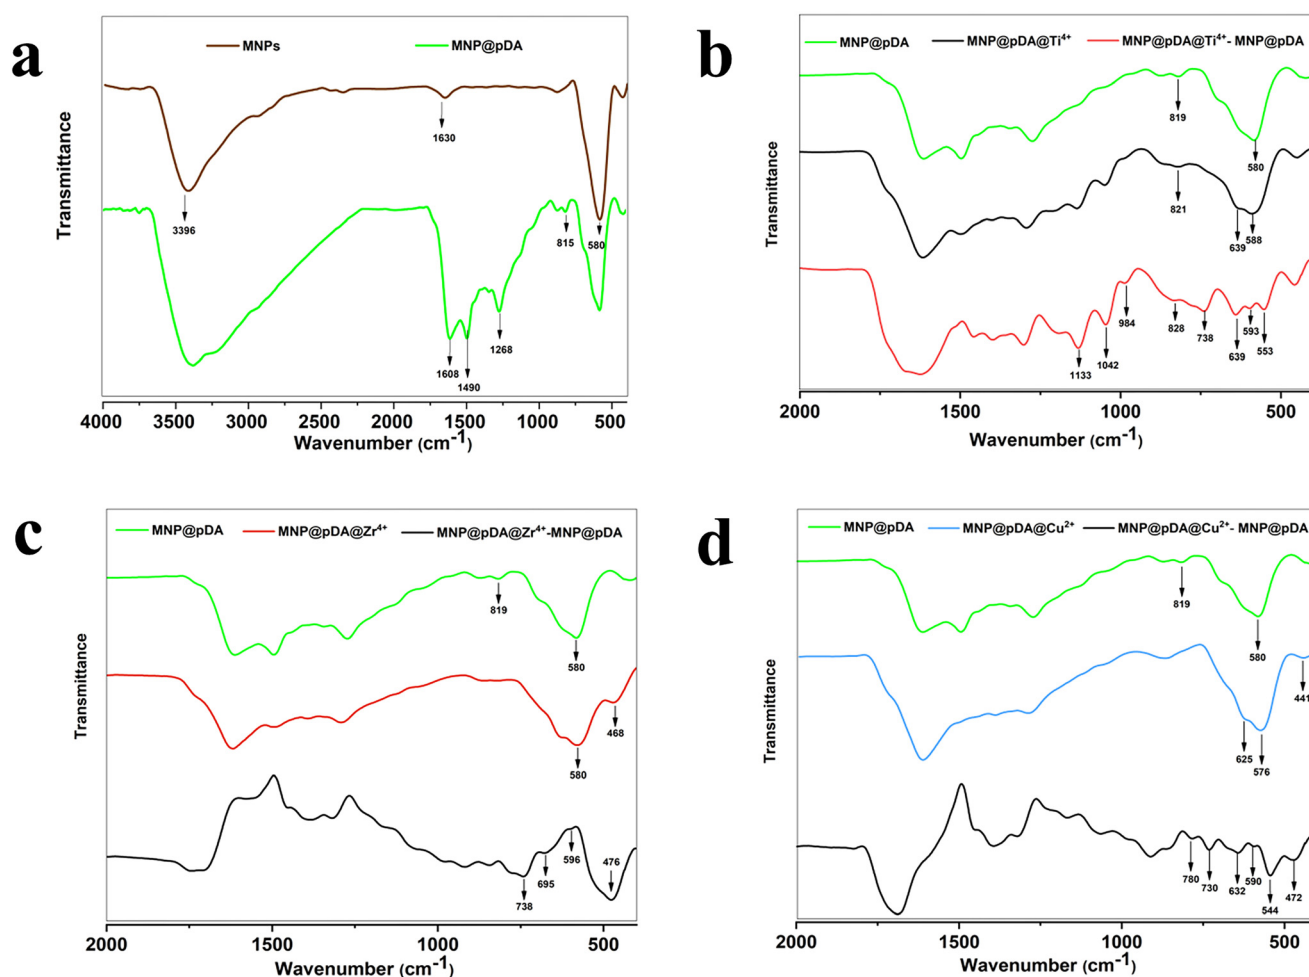 a
MNPs MNP@pDA
Transmittance
1630
3396
815
580
1268
1608
1490
4000 3500 3000 2500 2000 1500 1000 500
Wavenumber (cm-1)
b
MNP@pDA MNP@pDA@Ti4+ MNP@pDA@Ti4+- MNP@pDA
Transmittance
819
580
821
639
588
984
828
738
639
593
553
1042
1133
2000 1500 1000 500
Wavenumber (cm-1)
c
MNP@pDA MNP@pDA@Zr4+ MNP@pDA@Zr4+-MNP@pDA
Transmittance
819
580
468
580
596
476
695
738
2000 1500 1000 500
Wavenumber (cm-1)
d
MNP@pDA MNP@pDA@Cu2+ MNP@pDA@Cu2+- MNP@pDA
Transmittance
819
580
441
625
576
780
730
632
590
544
472
2000 1500 1000 500
Wavenumber (cm-1)